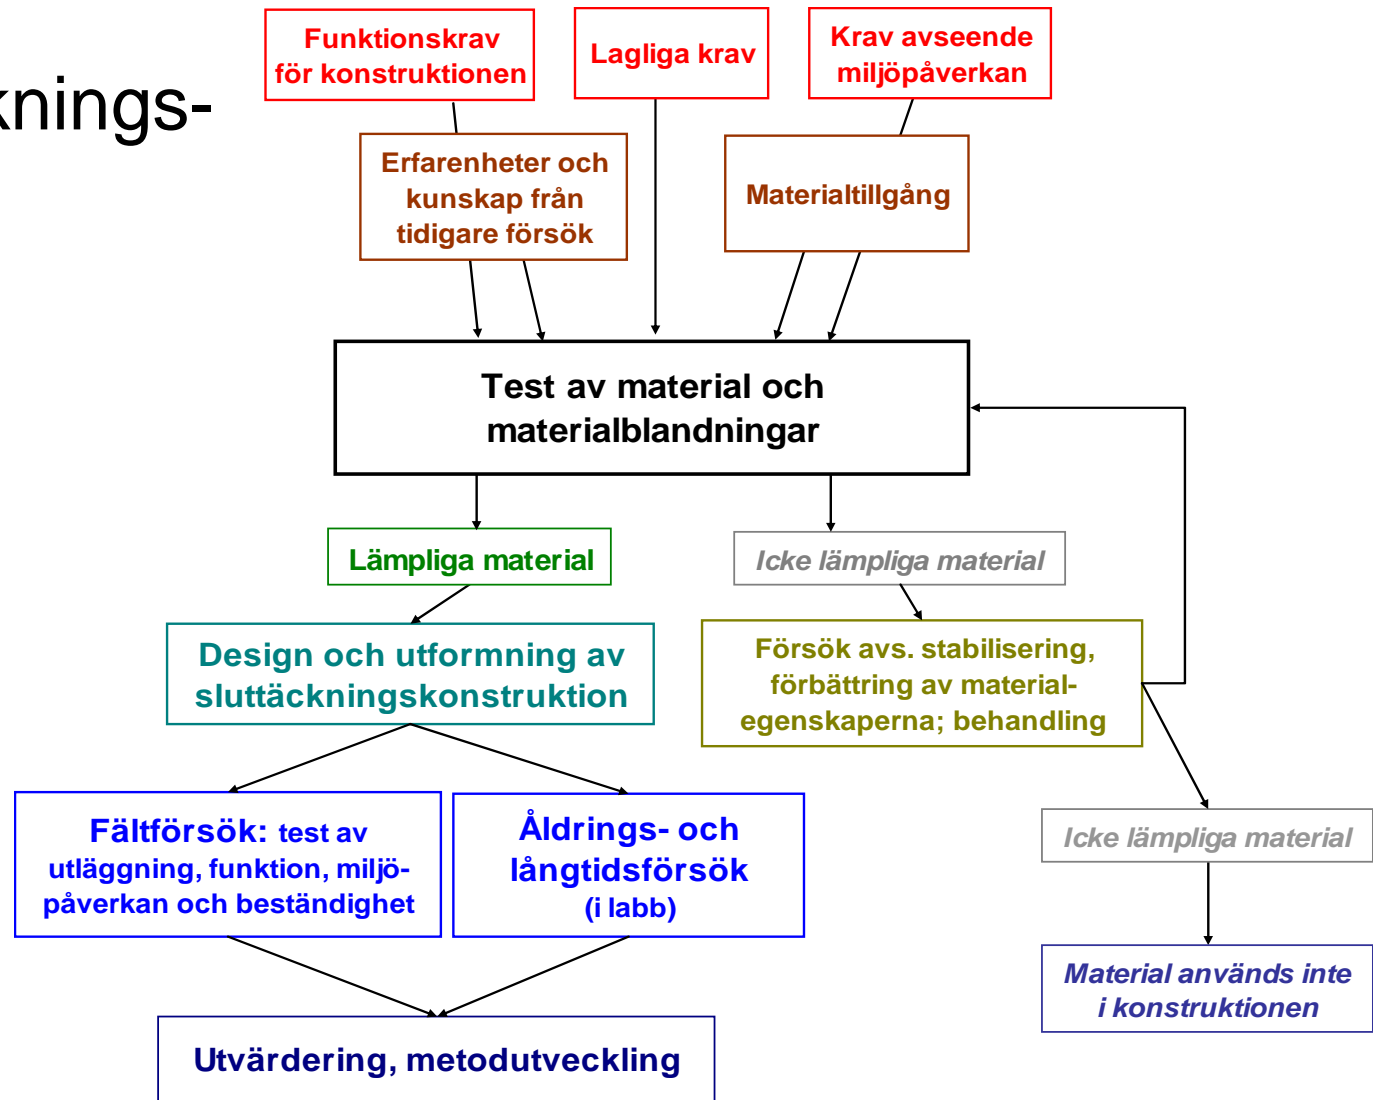 knings-
Funktionskrav
för konstruktionen
Lagliga krav
Krav avseende
miljöpåverkan
Erfarenheter och
kunskap från
tidigare försök
Materialtillgång
Test av material och
materialblandningar
Lämpliga material
Icke lämpliga material
Design och utformning av
sluttäckningskonstruktion
Försök avs. stabilisering,
förbättring av material-
egenskaperna; behandling
Fältförsök: test av
utläggning, funktion, miljö-
påverkan och beständighet
Åldrings- och
långtidsförsök
(i labb)
Icke lämpliga material
Material används inte
i konstruktionen
Utvärdering, metodutveckling